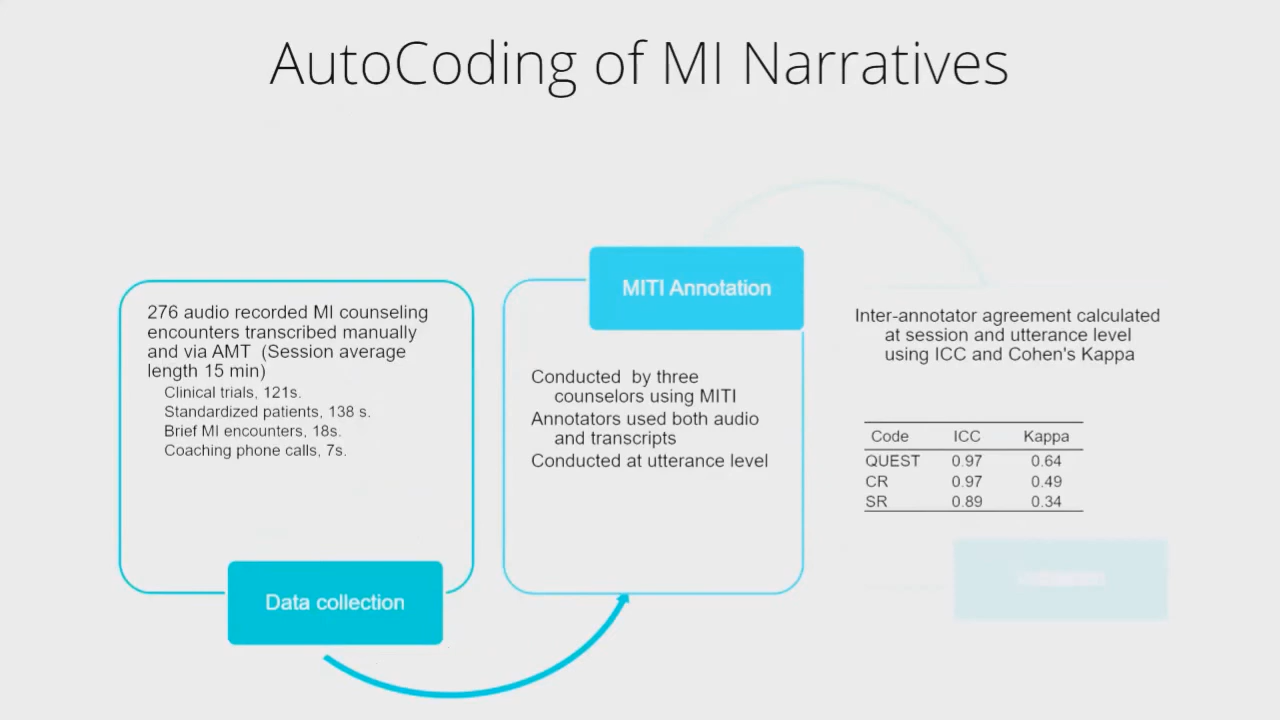 AutoCoding of MI Narratives
276 audio recorded MI counseling
encounters transcribed manually
and via AMT (Session average
length 15 min)
Clinical trials, 121s.
Standardized patients, 138 s.
Brief MI encounters, 18s.
Coaching phone calls, 7s.
Data collection
MITI Annotation
Conducted by three
counselors using MITI
Annotators used both audio
and transcripts
Conducted at utterance level
Inter-annotator agreement calculated
at session and utterance level
using ICC and Cohen's Kappa
Code ICC Kappa
QUEST 0.97 0.64
CR 0.97 0.49
SR 0.89 0.34